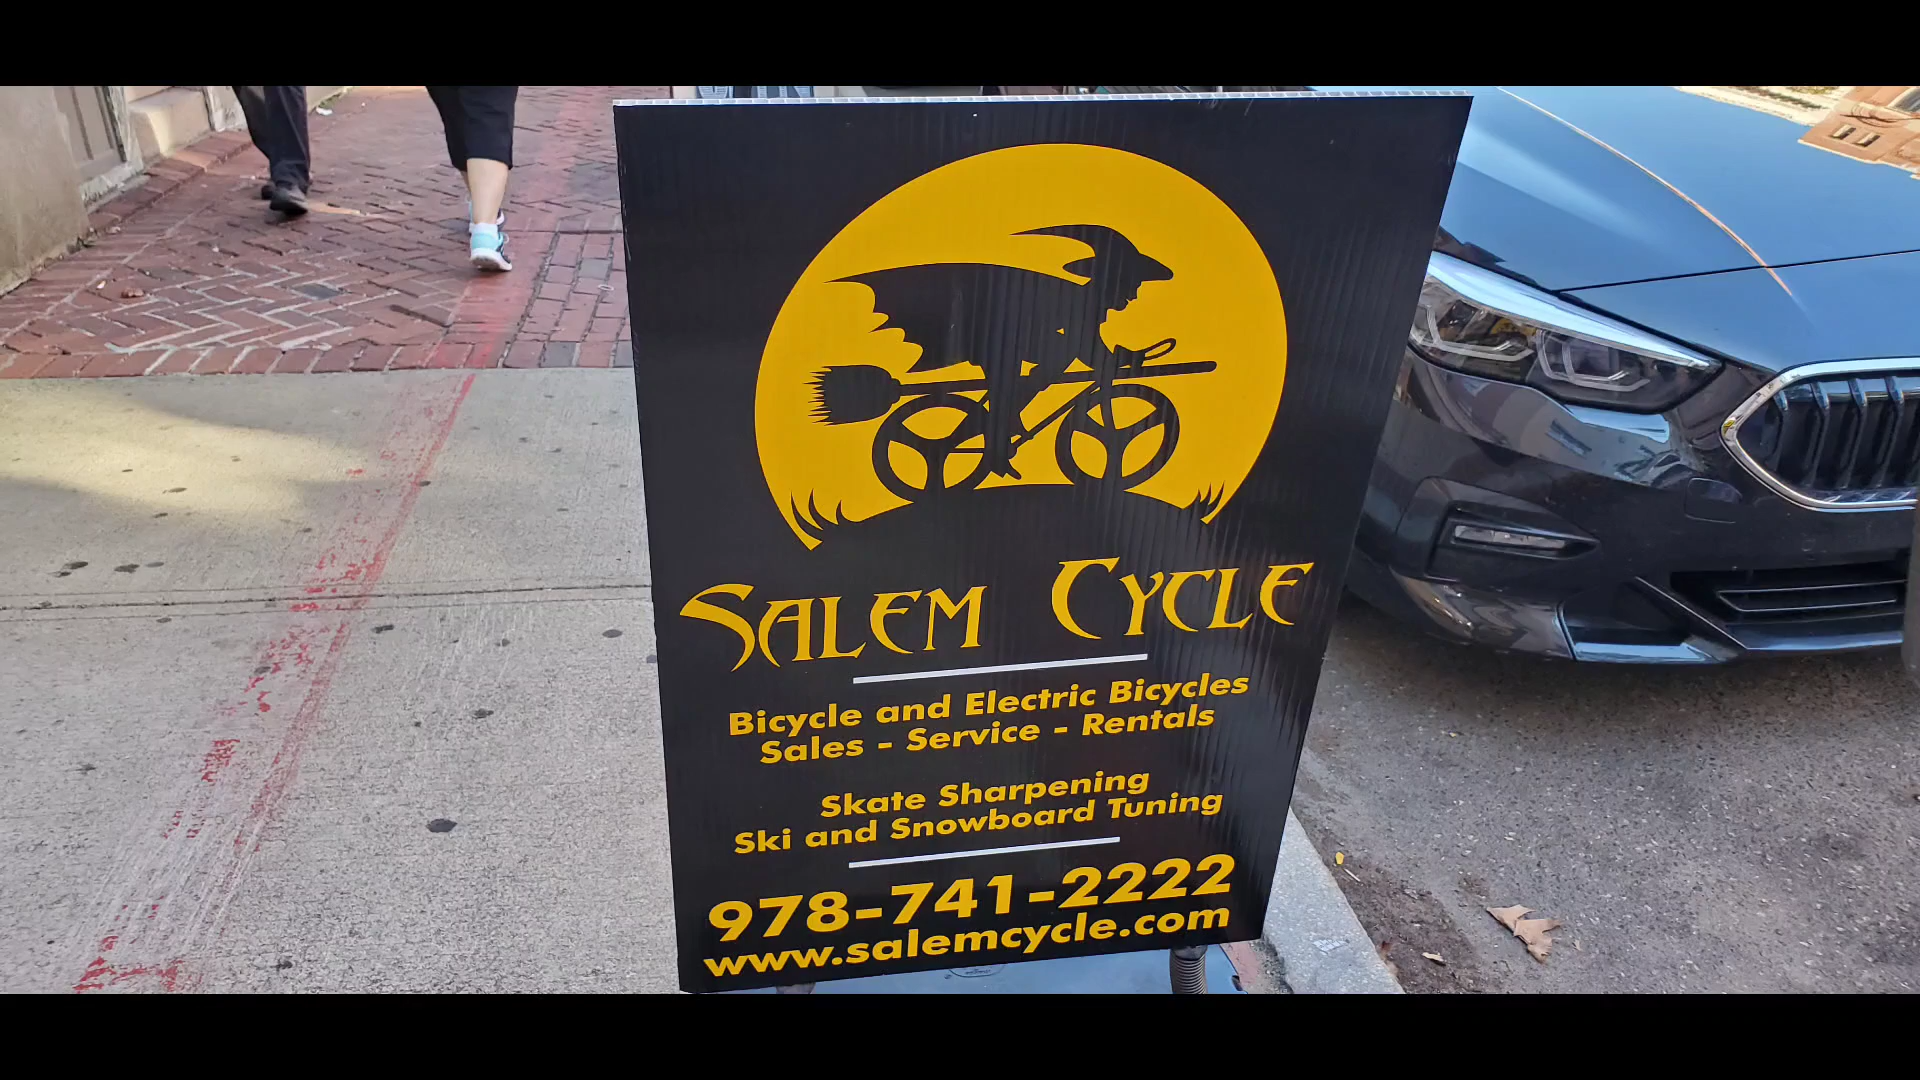 Salem Cycle
Bicycle and Electric Bicycles
Sales - Service - Rentals
Skate Sharpening
Ski and Snowboard Tuning
978-741-2222
www.salemcycle.com